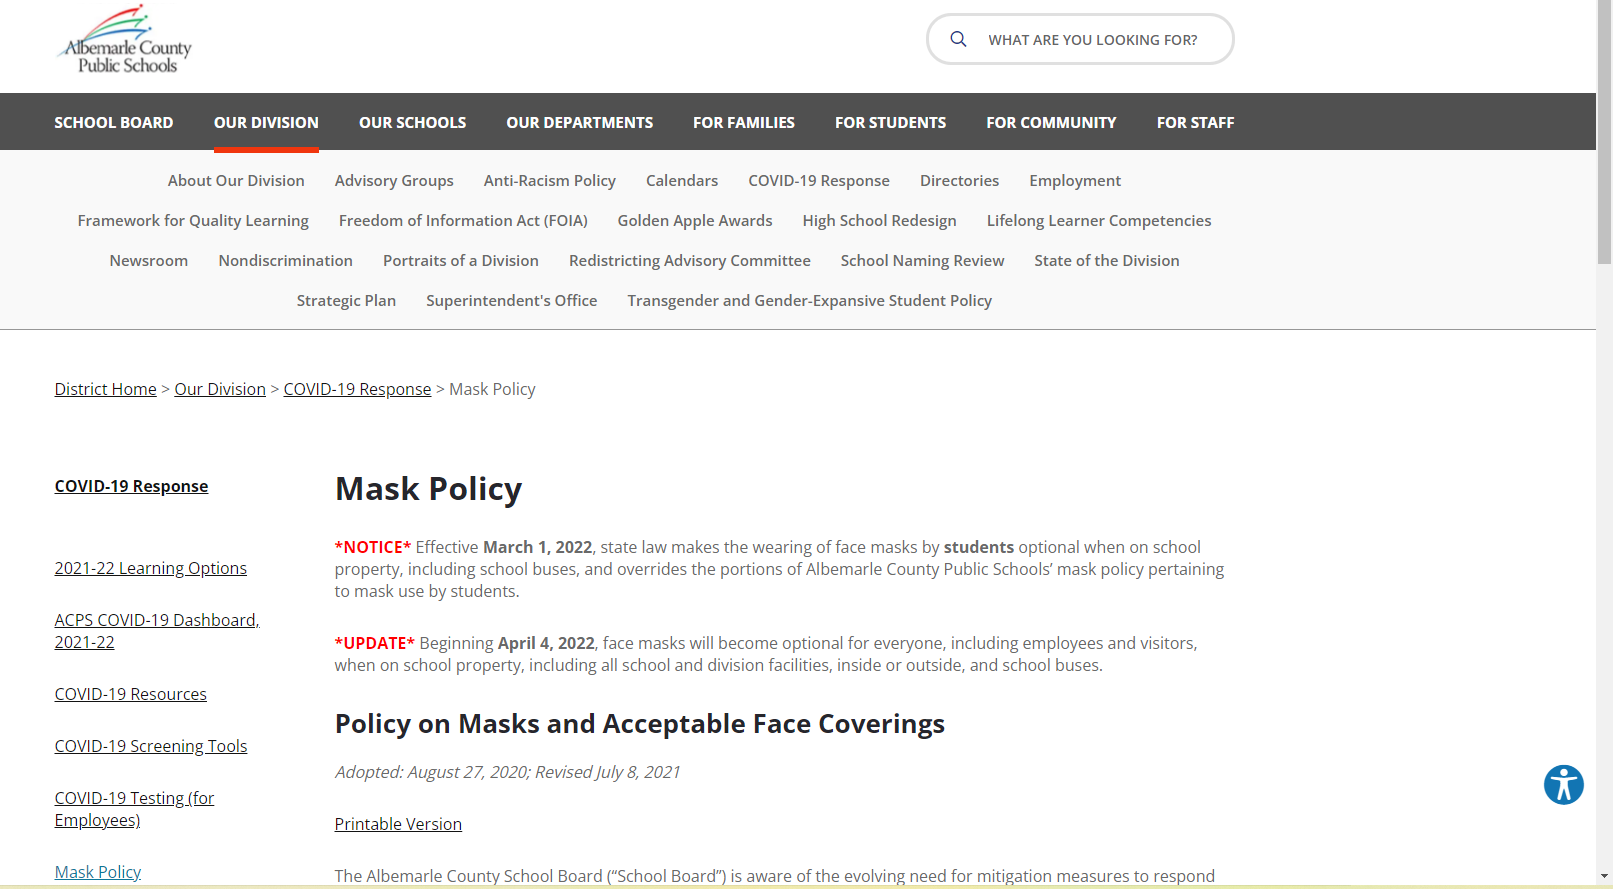 Albemarle County
Public Schools
WHAT ARE YOU LOOKING FOR?
SCHOOL BOARD OUR DIVISION OUR SCHOOLS OUR DEPARTMENTS FOR FAMILIES FOR STUDENTS FOR COMMUNITY FOR STAFF
About Our Division Advisory Groups Anti-Racism Policy Calendars COVID-19 Response Directories Employment
Framework for Quality Learning Freedom of Information Act (FOIA) Golden Apple Awards High School Redesign Lifelong Learner Competencies
Newsroom Nondiscrimination Portraits of a Division Redistricting Advisory Committee School Naming Review State of the Division
Strategic Plan Superintendent's Office Transgender and Gender-Expansive Student Policy
District Home > Our Division > COVID-19 Response > Mask Policy
COVID-19 Response
2021-22 Learning Options
ACPS COVID-19 Dashboard,
2021-22
COVID-19 Resources
COVID-19 Screening Tools
COVID-19 Testing (for
Employees)
Mask Policy
Mask Policy
*NOTICE* Effective March 1, 2022, state law makes the wearing of face masks by students optional when on school
property, including school buses, and overrides the portions of Albemarle County Public Schools’ mask policy pertaining
to mask use by students.
*UPDATE* Beginning April 4, 2022, face masks will become optional for everyone, including employees and visitors,
when on school property, including all school and division facilities, inside or outside, and school buses.
Policy on Masks and Acceptable Face Coverings
Adopted: August 27, 2020; Revised July 8, 2021
Printable Version
The Albemarle County School Board (“School Board”) is aware of the evolving need for mitigation measures to respond